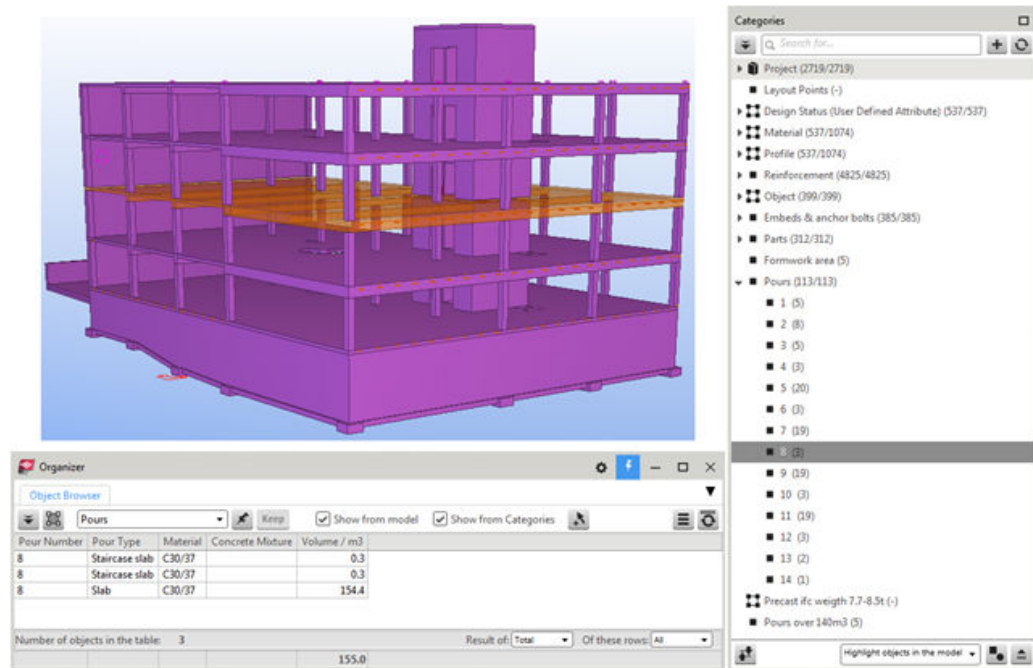 Categories
Search for...
Project (2719/2719)
Layout Points (-)
Design Status (User Defined Attribute) (537/537)
Material (537/1074)
Profile (537/1074)
Reinforcement (4825/4825)
Object (399/399)
Embeds & anchor bolts (385/385)
Parts (312/312)
Formwork area (5)
Pours (113/113)
1 (5)
2 (8)
3 (5)
4 (3)
5 (20)
6 (3)
7 (19)
8 (3)
9 (19)
10 (3)
11 (19)
12 (3)
13 (2)
14 (1)
Precast ifc weigth 7.7-8.5t (-)
Pours over 140m3 (5)
Highlight objects in the model
Organizer
Object Browser
Pours Keep Show from model Show from Categories
Pour Number Pour Type Material Concrete Mixture Volume / m3
8 Staircase slab C30/37 0.3
8 Staircase slab C30/37 0.3
8 Slab C30/37 154.4
Number of objects in the table: 3 Result of: Total Of these rows: All
155.0